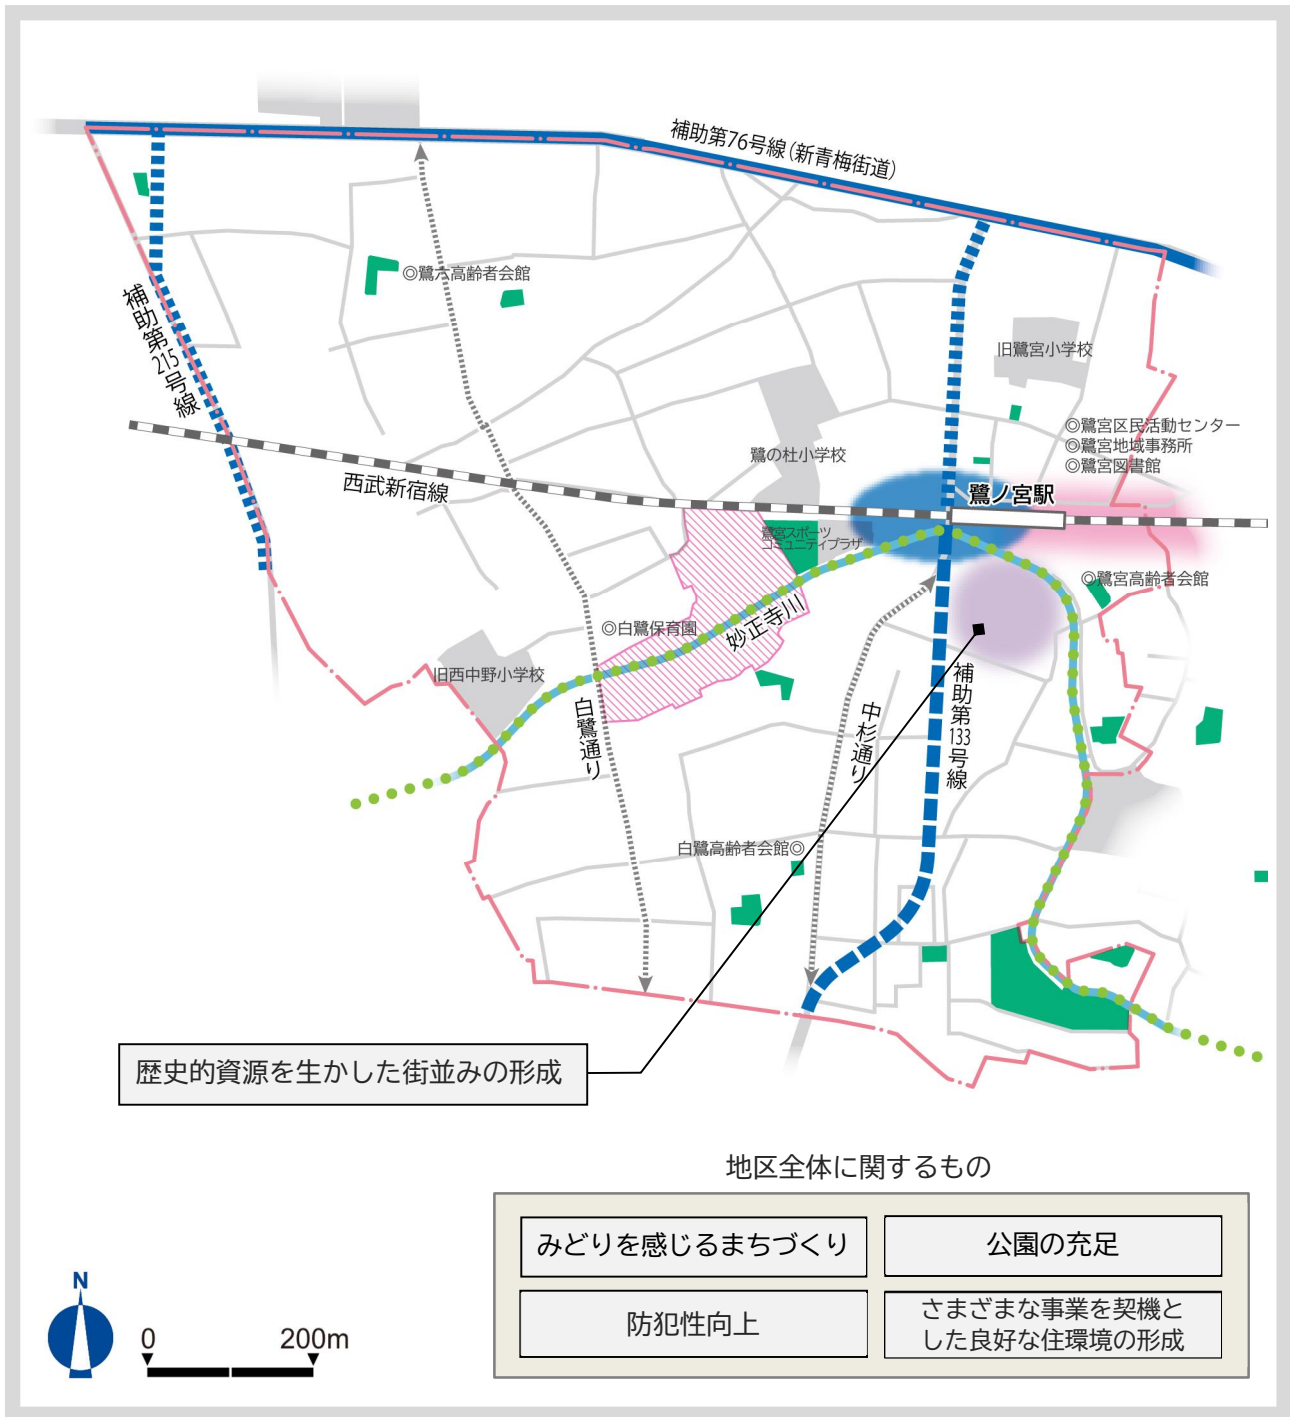 補助第76号線（新青梅街道）
◎鷺六高齢者会館
補助第215号線
旧鷺宮小学校
◎鷺宮区民活動センター
◎鷺宮地域事務所
◎鷺宮図書館
鷺の杜小学校
西武新宿線
鷺ノ宮駅
鷺宮スポーツ
コミュニティプラザ
◎鷺宮高齢者会館
◎白鷺保育園
妙正寺川
旧西中野小学校
白鷺通り
中杉通り
補助第133号線
白鷺高齢者会館◎
歴史的資源を生かした街並みの形成
地区全体に関するもの
みどりを感じるまちづくり
公園の充足
防犯性向上
さまざまな事業を契機と
した良好な住環境の形成
N
0
200m